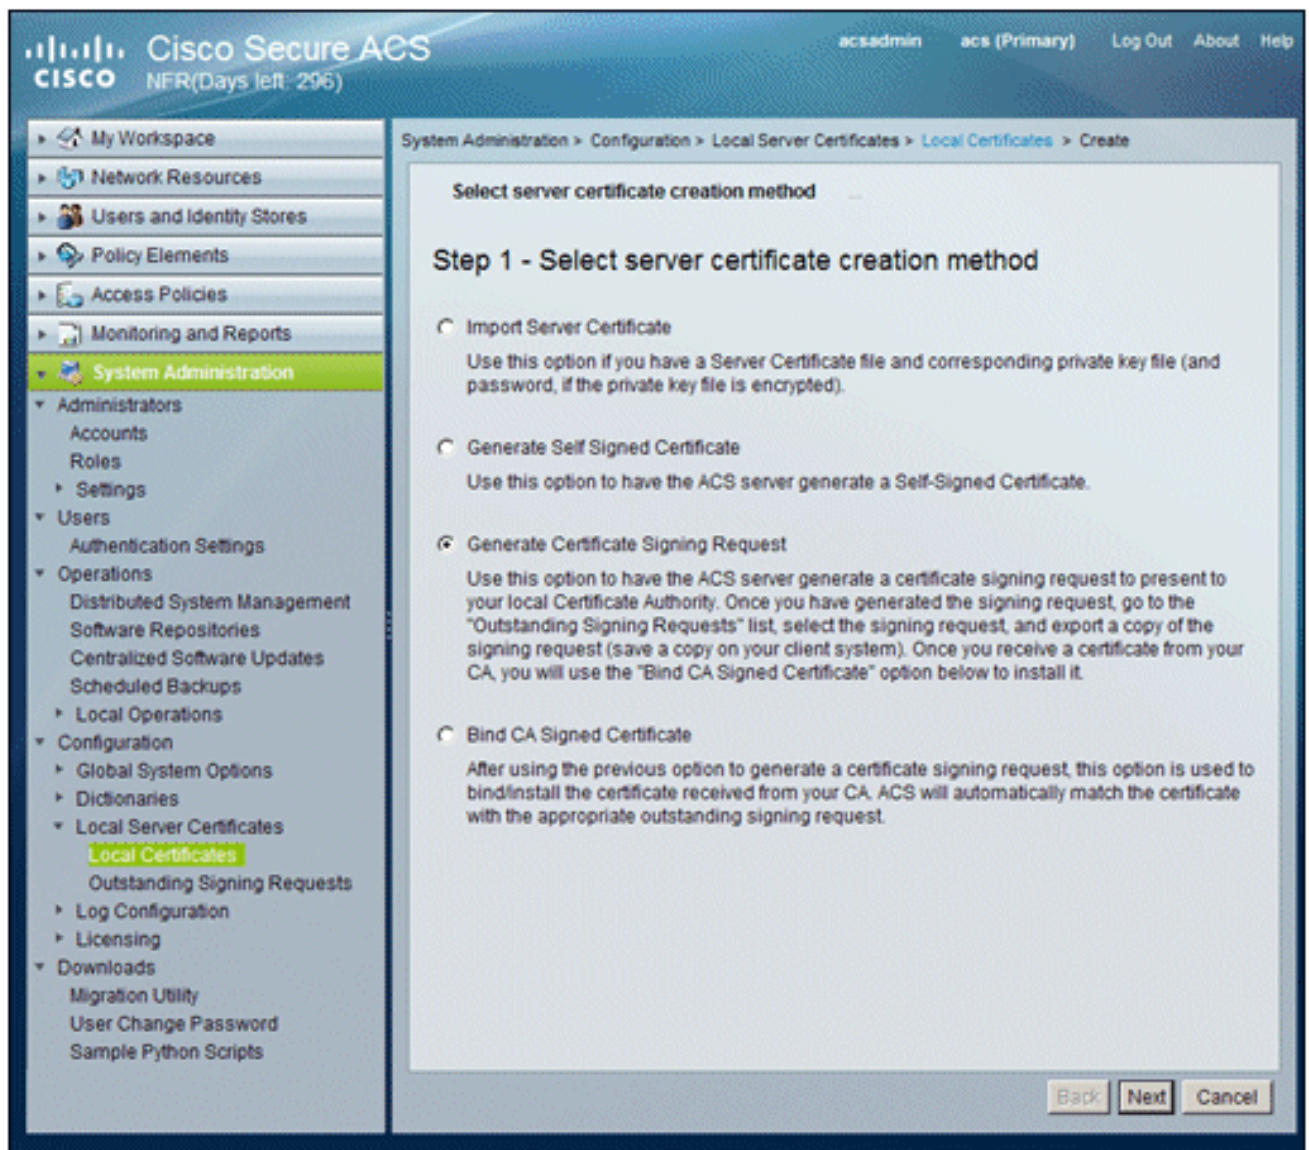 Cisco Secure ACS
CISCO
NFR(Days left: 296)
acsadmin acs (Primary) Log Out About Help
My Workspace
Network Resources
Users and Identity Stores
Policy Elements
Access Policies
Monitoring and Reports
System Administration
Administrators
Accounts
Roles
Settings
Users
Authentication Settings
Operations
Distributed System Management
Software Repositories
Centralized Software Updates
Scheduled Backups
Local Operations
Configuration
Global System Options
Dictionaries
Local Server Certificates
Local Certificates
Outstanding Signing Requests
Log Configuration
Licensing
Downloads
Migration Utility
User Change Password
Sample Python Scripts
System Administration > Configuration > Local Server Certificates > Local Certificates > Create
Select server certificate creation method
Step 1 - Select server certificate creation method
Import Server Certificate
Use this option if you have a Server Certificate file and corresponding private key file (and
password, if the private key file is encrypted).
Generate Self Signed Certificate
Use this option to have the ACS server generate a Self-Signed Certificate.
Generate Certificate Signing Request
Use this option to have the ACS server generate a certificate signing request to present to
your local Certificate Authority. Once you have generated the signing request, go to the
"Outstanding Signing Requests" list, select the signing request, and export a copy of the
signing request (save a copy on your client system). Once you receive a certificate from your
CA, you will use the "Bind CA Signed Certificate" option below to install it.
Bind CA Signed Certificate
After using the previous option to generate a certificate signing request, this option is used to
bind/install the certificate received from your CA. ACS will automatically match the certificate
with the appropriate outstanding signing request.
Back Next Cancel